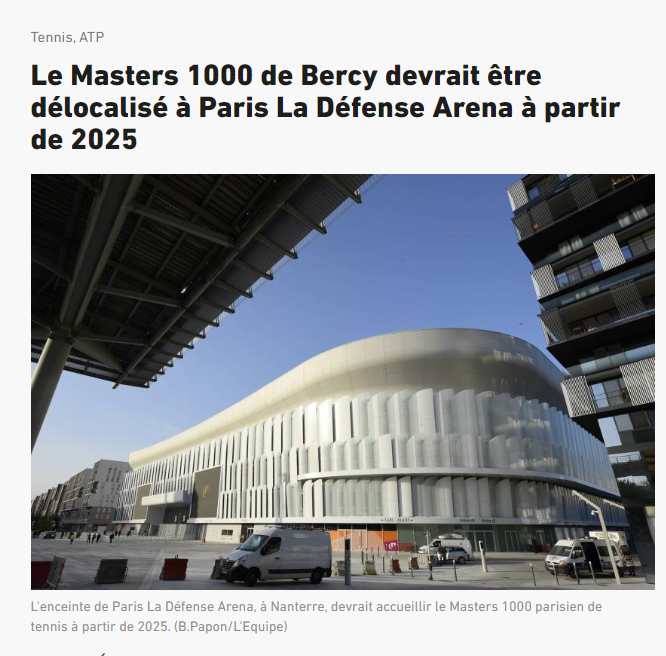 Tennis, ATP
Le Masters 1000 de Bercy devrait être
délocalisé à Paris La Défense Arena à partir
de 2025
L'enceinte de Paris La Défense Arena, à Nanterre, devrait accueillir le Masters 1000 parisien de
tennis à partir de 2025. (B.Papon/L'Equipe)